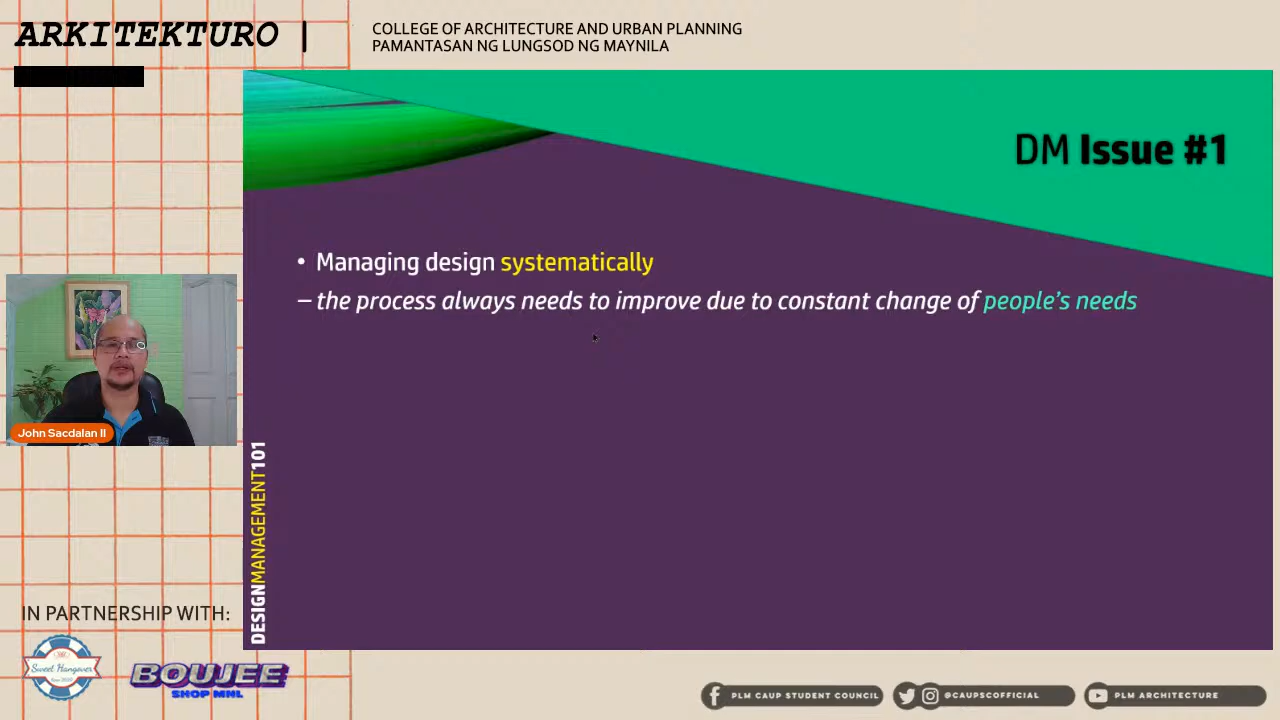 ARKITEKTURO |
COLLEGE OF ARCHITECTURE AND URBAN PLANNING
PAMANTASAN NG LUNGSOD NG MAYNILA
DM Issue #1
• Managing design systematically
– the process always needs to improve due to constant change of people's needs
John Sacdalan II
DESIGNMANAGEMENT101
IN PARTNERSHIP WITH:
Sweet Hangover
BOUJEE
SHOP MNL
PLM CAUP STUDENT COUNCIL
@CAUPSCOFFICIAL
PLM ARCHITECTURE